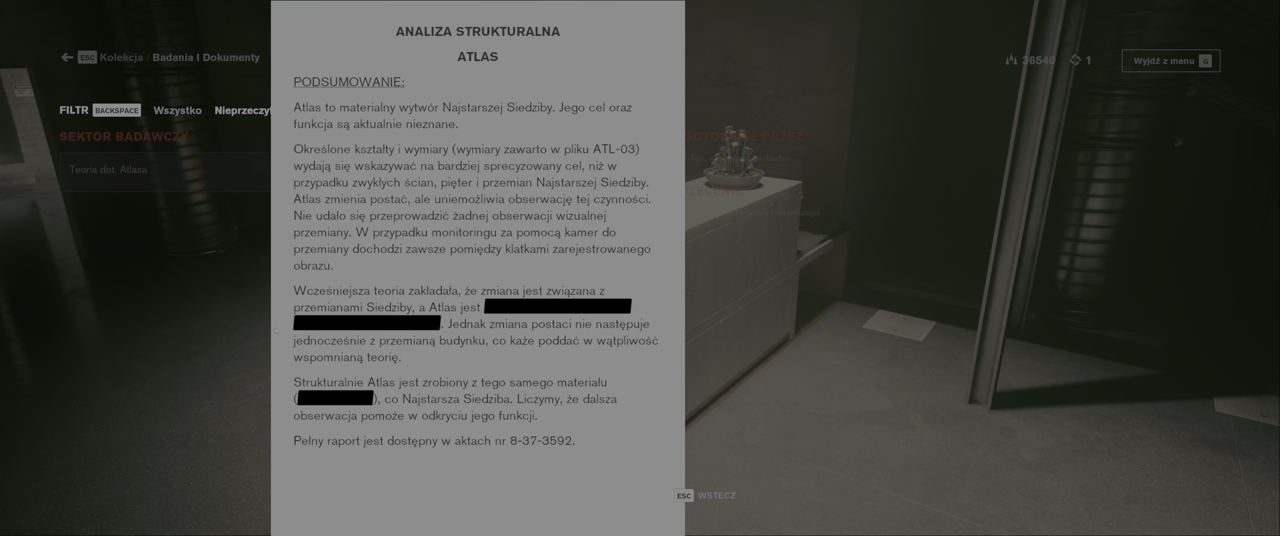 ANALIZA STRUKTURALNA
ATLAS
ESC Kolekcja / Badania I Dokumenty
36540 1 Wyjdź z menu G
PODSUMOWANIE:
Atlas to materialny wytwór Najstarszej Siedziby. Jego cel oraz
funkcja są aktualnie nieznane.
FILTR BACKSPACE Wszystko Nieprzeczyt
SEKTOR BADAWCZY
Teoria dot. Atlasa
Określone kształty i wymiary (wymiary zawarto w pliku ATL-03)
wydają się wskazywać na bardziej sprecyzowany cel, niż w
przypadku zwykłych ścian, pięter i przemian Najstarszej Siedziby.
Atlas zmienia postać, ale uniemożliwia obserwację tej czynności.
Nie udało się przeprowadzić żadnej obserwacji wizualnej
przemiany. W przypadku monitoringu za pomocą kamer do
przemiany dochodzi zawsze pomiędzy klatkami zarejestrowanego
obrazu.
Wcześniejsza teoria zakładała, że zmiana jest związana z
przemianami Siedziby, a Atlas jest
. Jednak zmiana postaci nie następuje
jednocześnie z przemianą budynku, co każe poddać w wątpliwość
wspomnianą teorię.
Strukturalnie Atlas jest zrobiony z tego samego materiału
( ), co Najstarsza Siedziba. Liczymy, że dalsza
obserwacja pomoże w odkryciu jego funkcji.
Pełny raport jest dostępny w aktach nr 8-37-3592.
ESC WSTECZ